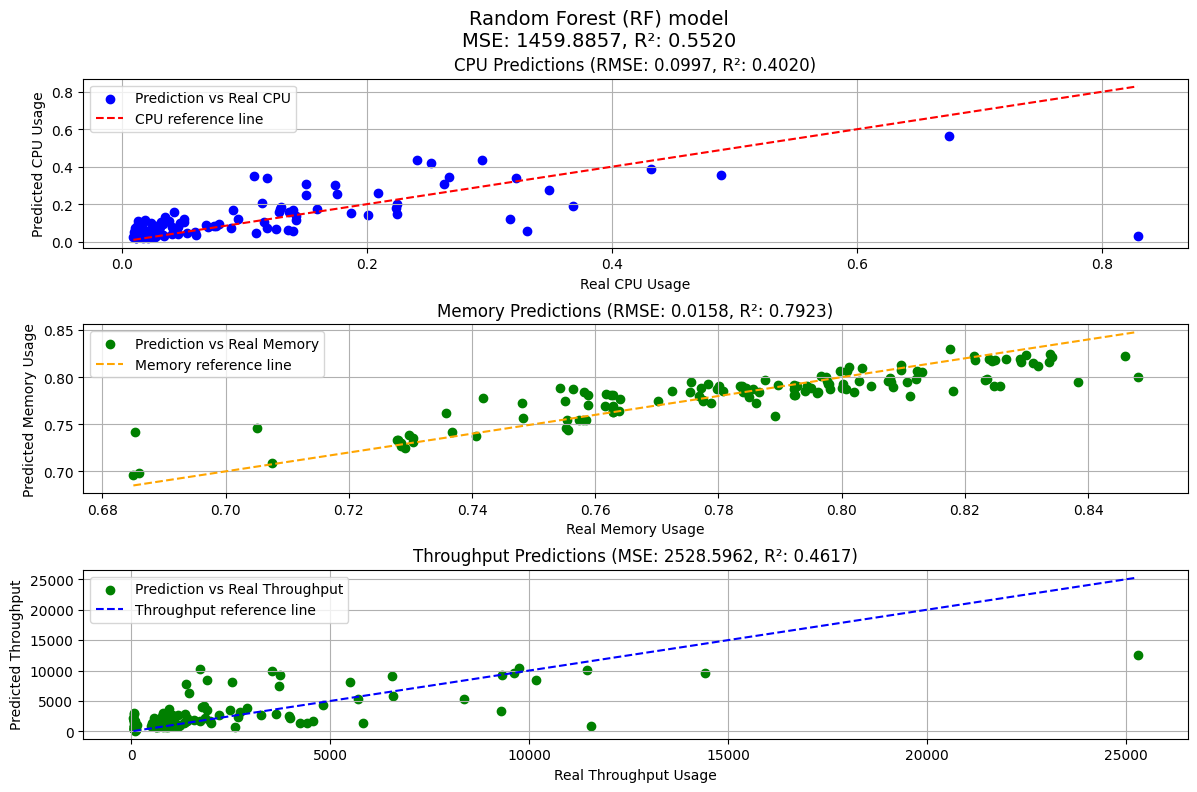 Random Forest (RF) model
MSE: 1459.8857, R²: 0.5520
CPU Predictions (RMSE: 0.0997, R²: 0.4020)
Predicted CPU Usage
0.8
0.6
0.4
0.2
0.0
Prediction vs Real CPU
CPU reference line
0.0 0.2 0.4 0.6 0.8
Real CPU Usage
Memory Predictions (RMSE: 0.0158, R²: 0.7923)
Predicted Memory Usage
0.85
0.80
0.75
0.70
Prediction vs Real Memory
Memory reference line
0.68 0.70 0.72 0.74 0.76 0.78 0.80 0.82 0.84
Real Memory Usage
Throughput Predictions (MSE: 2528.5962, R²: 0.4617)
Predicted Throughput
25000
20000
15000
10000
5000
0
Prediction vs Real Throughput
Throughput reference line
0 5000 10000 15000 20000 25000
Real Throughput Usage